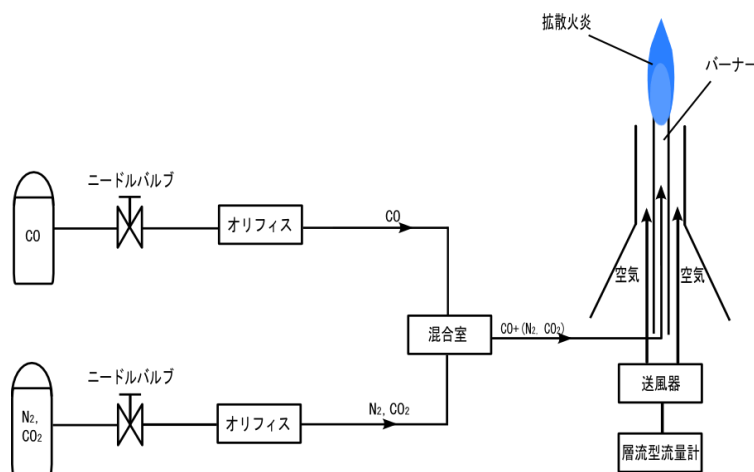 拡散火炎
バーナー
ニードルバルブ
CO
オリフィス
CO
空気
空気
混合室
CO+(N2, CO2)
ニードルバルブ
送風器
N2,
CO2
オリフィス
N2, CO2
層流型流量計